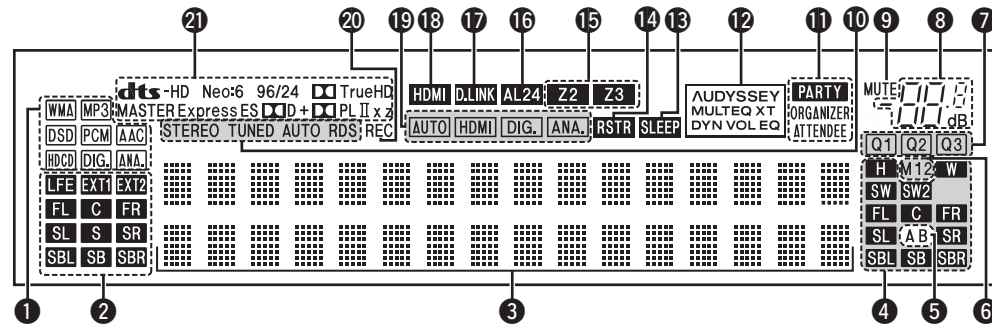 ㉑ ⑳ ⑲ ⑱ ⑰ ⑯ ⑮ ⑭ ⑬ ⑫ ⑪ ⑩ ⑨ ⑧ ⑦
dts-HD Neo:6 96/24 DD TrueHD
MASTER Express ES DD D + DD PL II x z
STEREO TUNED AUTO RDS REC
HDMI D.LINK AL24 Z2 Z3
AUTO HDMI DIG. ANA. RSTR SLEEP
AUDYSSEY
MULTEQ XT
DYN VOL EQ
PARTY
ORGANIZER
ATTENDEE
MUTE
dB
WMA MP3
DSD PCM AAC
HDCD DIG. ANA.
LFE EXT1 EXT2
FL C FR
SL S SR
SBL SB SBR
Q1 Q2 Q3
H M12 W
SW SW2
FL C FR
SL A B SR
SBL SB SBR
① ② ③ ④ ⑤ ⑥